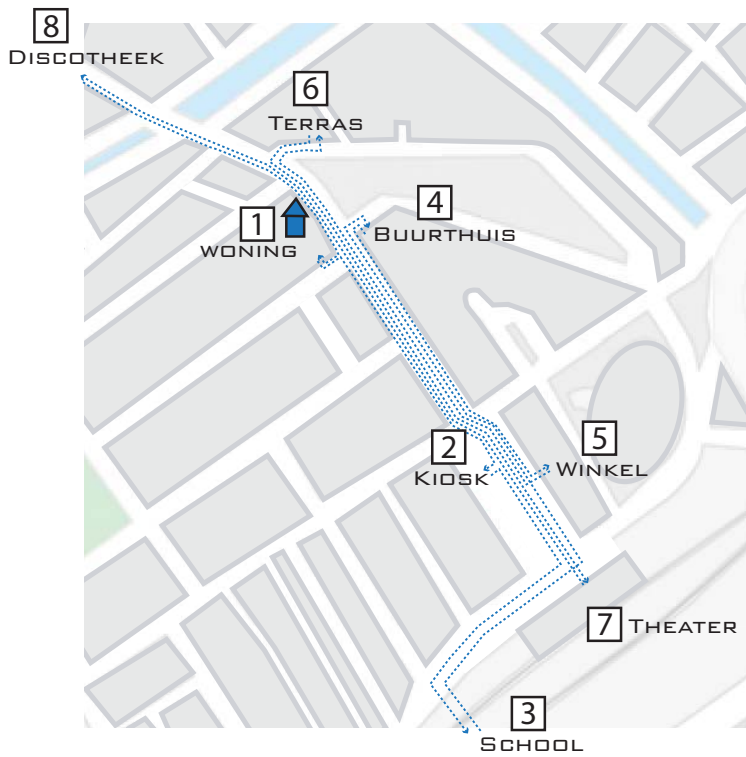 8
DISCOTHEEK
6
TERRAS
4
BUURTHUIS
1
WONING
5
WINKEL
2
KIOSK
7 THEATER
3
SCHOOL